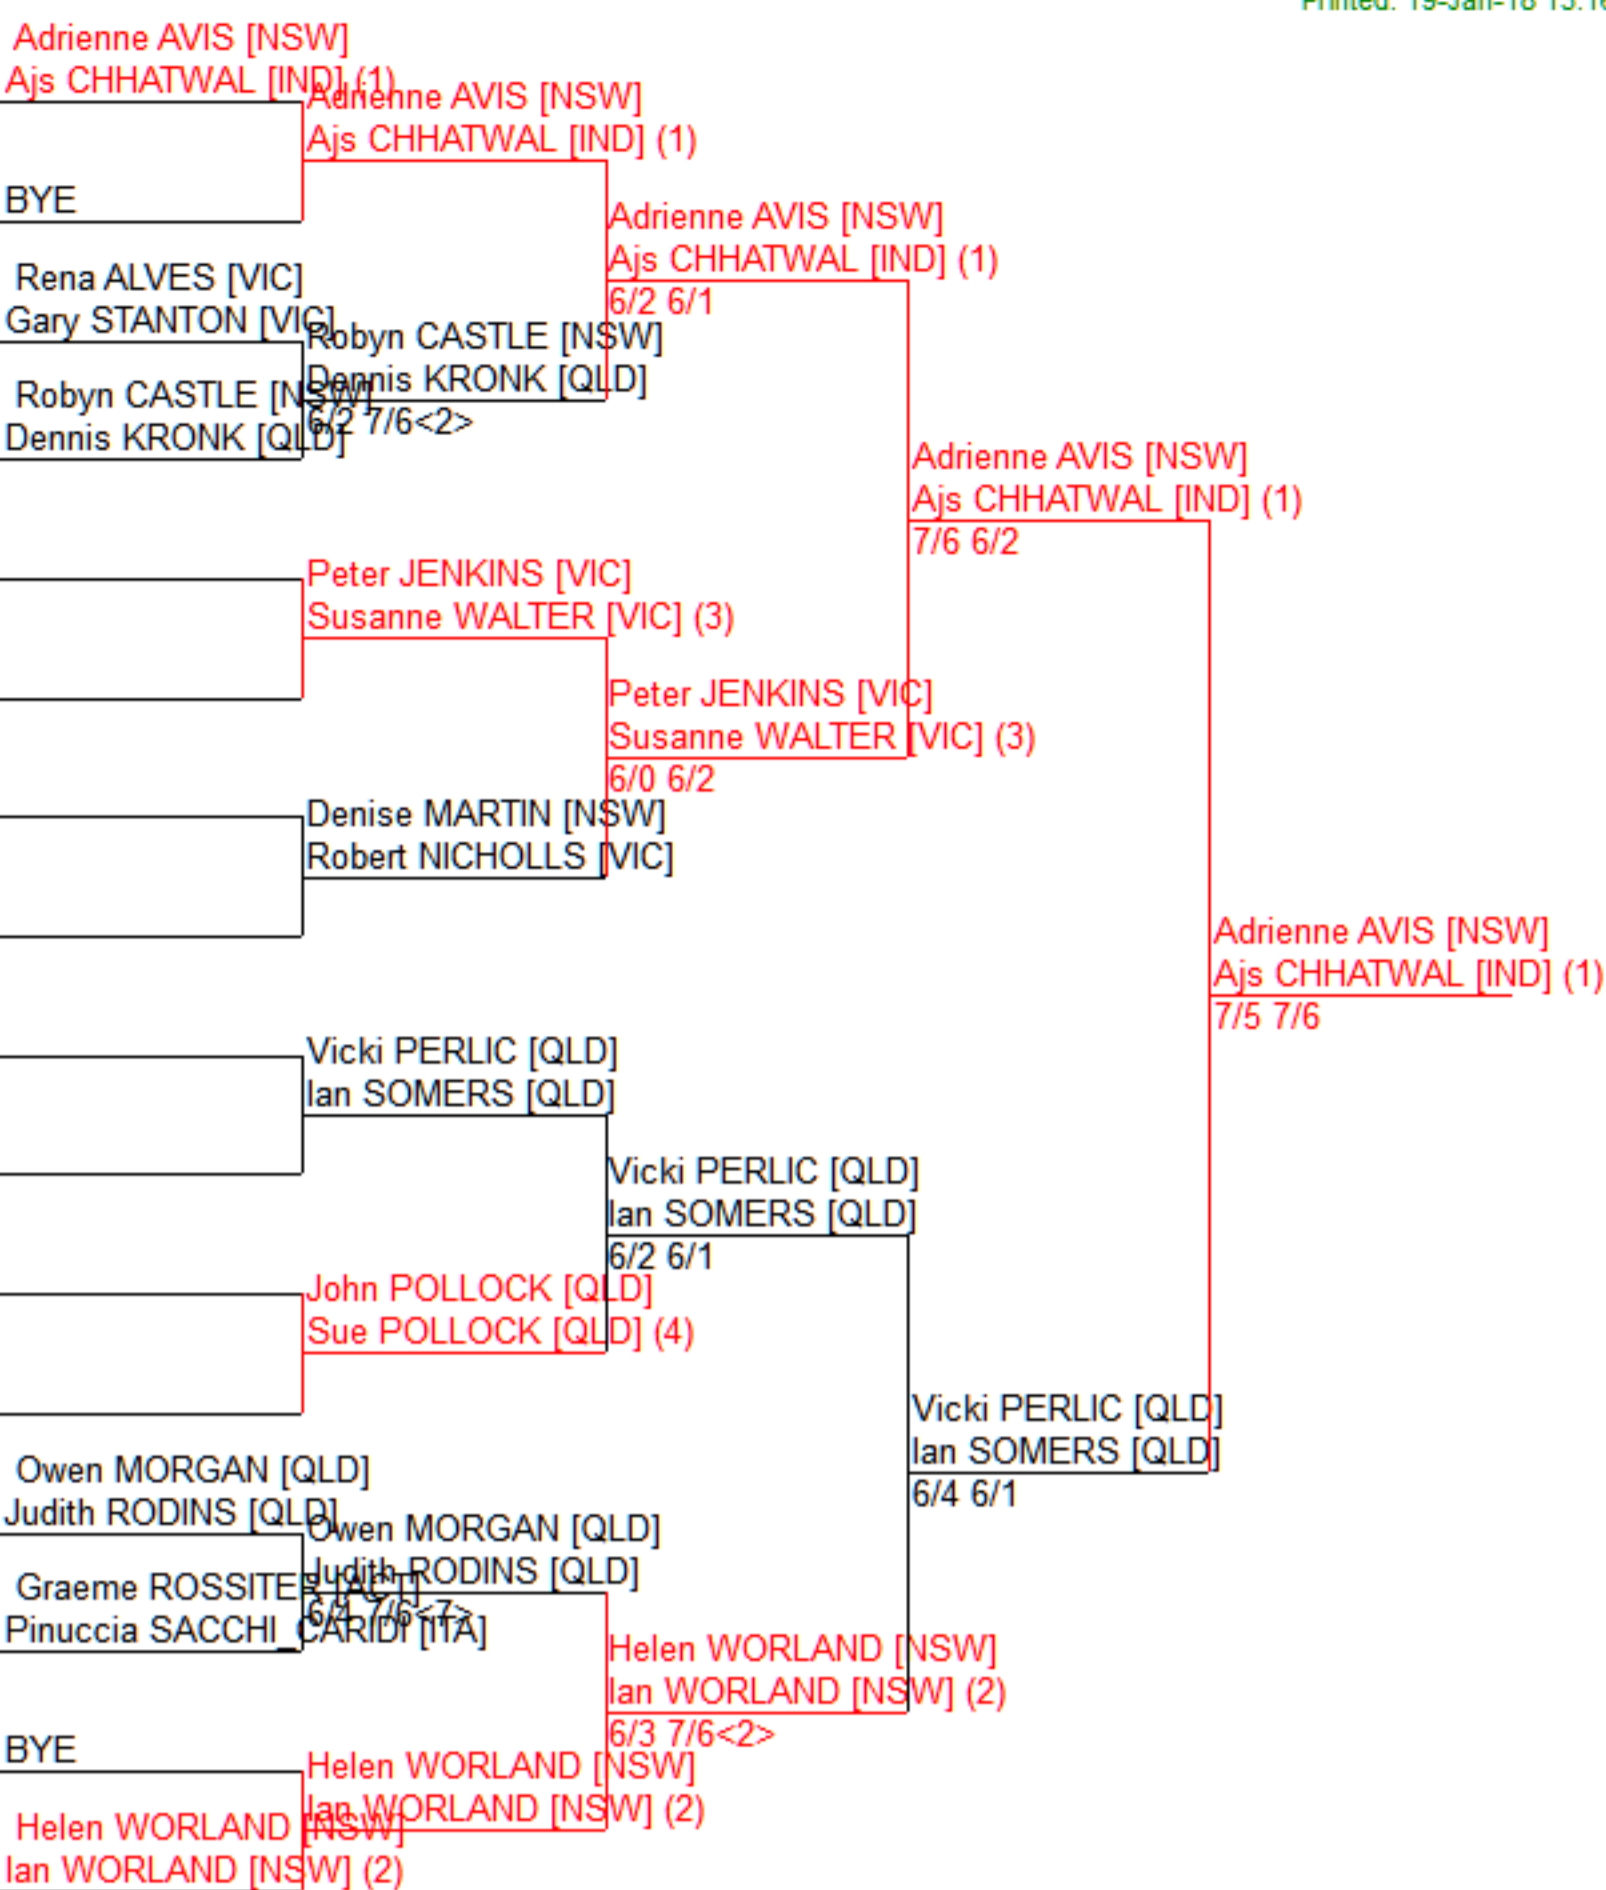 Printed: 19-Jan-18 15:16
Adrienne AVIS [NSW]
Ajs CHHATWAL [IND] (1)
Adrienne AVIS [NSW]
Ajs CHHATWAL [IND] (1)
BYE
Adrienne AVIS [NSW]
Ajs CHHATWAL [IND] (1)
6/2 6/1
Rena ALVES [VIC]
Gary STANTON [VIC]
Robyn CASTLE [NSW]
Dennis KRONK [QLD]
6/2 7/6<2>
Robyn CASTLE [NSW]
Dennis KRONK [QLD]
Adrienne AVIS [NSW]
Ajs CHHATWAL [IND] (1)
7/6 6/2
Peter JENKINS [VIC]
Susanne WALTER [VIC] (3)
Peter JENKINS [VIC]
Susanne WALTER [VIC] (3)
6/0 6/2
Denise MARTIN [NSW]
Robert NICHOLLS [VIC]
Adrienne AVIS [NSW]
Ajs CHHATWAL [IND] (1)
7/5 7/6
Vicki PERLIC [QLD]
Ian SOMERS [QLD]
Vicki PERLIC [QLD]
Ian SOMERS [QLD]
6/2 6/1
John POLLOCK [QLD]
Sue POLLOCK [QLD] (4)
Vicki PERLIC [QLD]
Ian SOMERS [QLD]
6/4 6/1
Owen MORGAN [QLD]
Judith RODINS [QLD]
Owen MORGAN [QLD]
Judith RODINS [QLD]
6/4 7/6<7>
Graeme ROSSITER [ACT]
Pinuccia SACCHI_CARIDI [ITA]
Helen WORLAND [NSW]
Ian WORLAND [NSW] (2)
6/3 7/6<2>
BYE
Helen WORLAND [NSW]
Ian WORLAND [NSW] (2)
Helen WORLAND [NSW]
Ian WORLAND [NSW] (2)